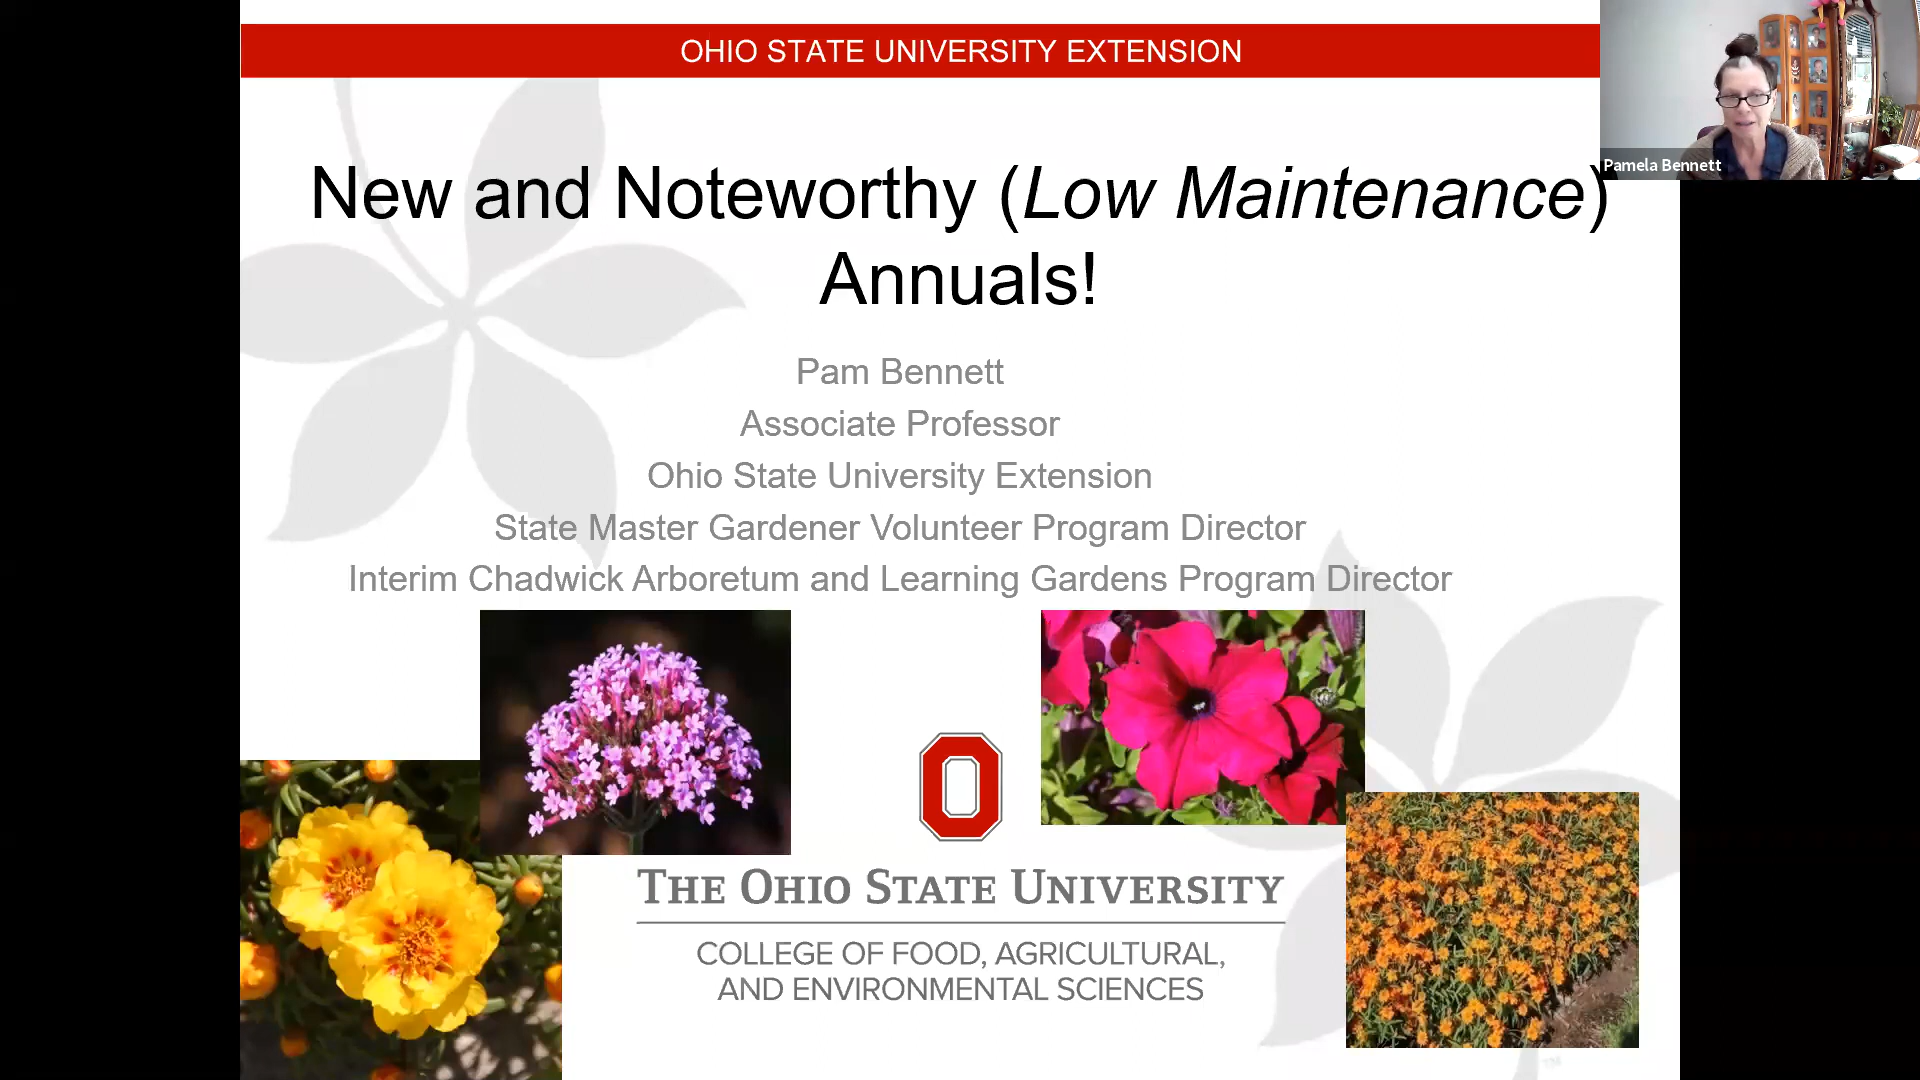 OHIO STATE UNIVERSITY EXTENSION
Pamela Bennett
New and Noteworthy (Low Maintenance)
Annuals!
Pam Bennett
Associate Professor
Ohio State University Extension
State Master Gardener Volunteer Program Director
Interim Chadwick Arboretum and Learning Gardens Program Director
THE OHIO STATE UNIVERSITY
COLLEGE OF FOOD, AGRICULTURAL,
AND ENVIRONMENTAL SCIENCES